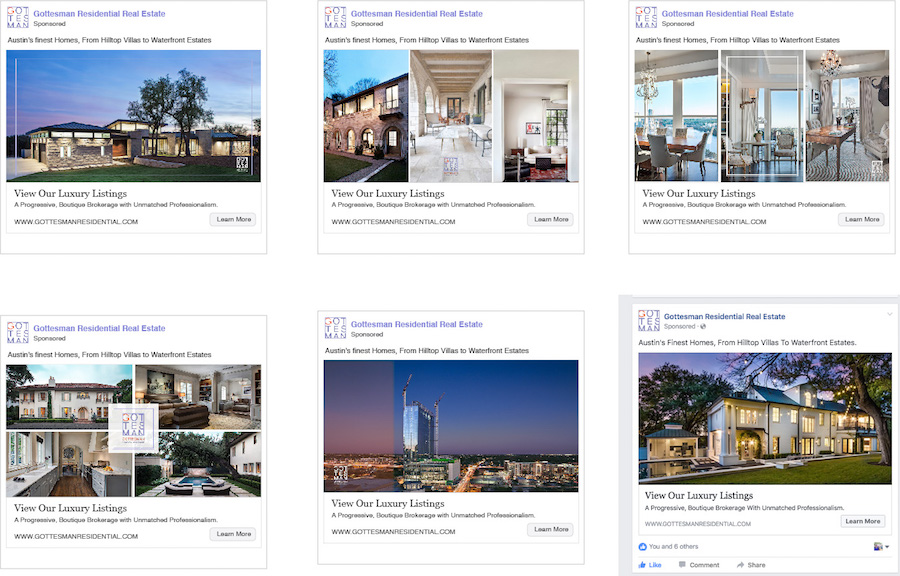 GOT
TES
MAN
Gottesman Residential Real Estate
Sponsored
Austin's finest Homes, From Hilltop Villas to Waterfront Estates
View Our Luxury Listings
A Progressive, Boutique Brokerage with Unmatched Professionalism.
WWW.GOTTESMANRESIDENTIAL.COM
Learn More
GOT
TES
MAN
Gottesman Residential Real Estate
Sponsored
Austin's finest Homes, From Hilltop Villas to Waterfront Estates
View Our Luxury Listings
A Progressive, Boutique Brokerage with Unmatched Professionalism.
WWW.GOTTESMANRESIDENTIAL.COM
Learn More
GOT
TES
MAN
Gottesman Residential Real Estate
Sponsored
Austin's finest Homes, From Hilltop Villas to Waterfront Estates
View Our Luxury Listings
A Progressive, Boutique Brokerage with Unmatched Professionalism.
WWW.GOTTESMANRESIDENTIAL.COM
Learn More
GOT
TES
MAN
Gottesman Residential Real Estate
Sponsored
Austin's finest Homes, From Hilltop Villas to Waterfront Estates
GOT
TES
MAN
View Our Luxury Listings
A Progressive, Boutique Brokerage with Unmatched Professionalism.
WWW.GOTTESMANRESIDENTIAL.COM
Learn More
GOT
TES
MAN
Gottesman Residential Real Estate
Sponsored
Austin's finest Homes, From Hilltop Villas to Waterfront Estates
View Our Luxury Listings
A Progressive, Boutique Brokerage with Unmatched Professionalism.
WWW.GOTTESMANRESIDENTIAL.COM
Learn More
GOT
TES
MAN
Gottesman Residential Real Estate
Sponsored ·
Austin's Finest Homes, From Hilltop Villas To Waterfront Estates.
View Our Luxury Listings
A Progressive, Boutique Brokerage With Unmatched Professionalism.
WWW.GOTTESMANRESIDENTIAL.COM
Learn More
You and 6 others
Like Comment Share